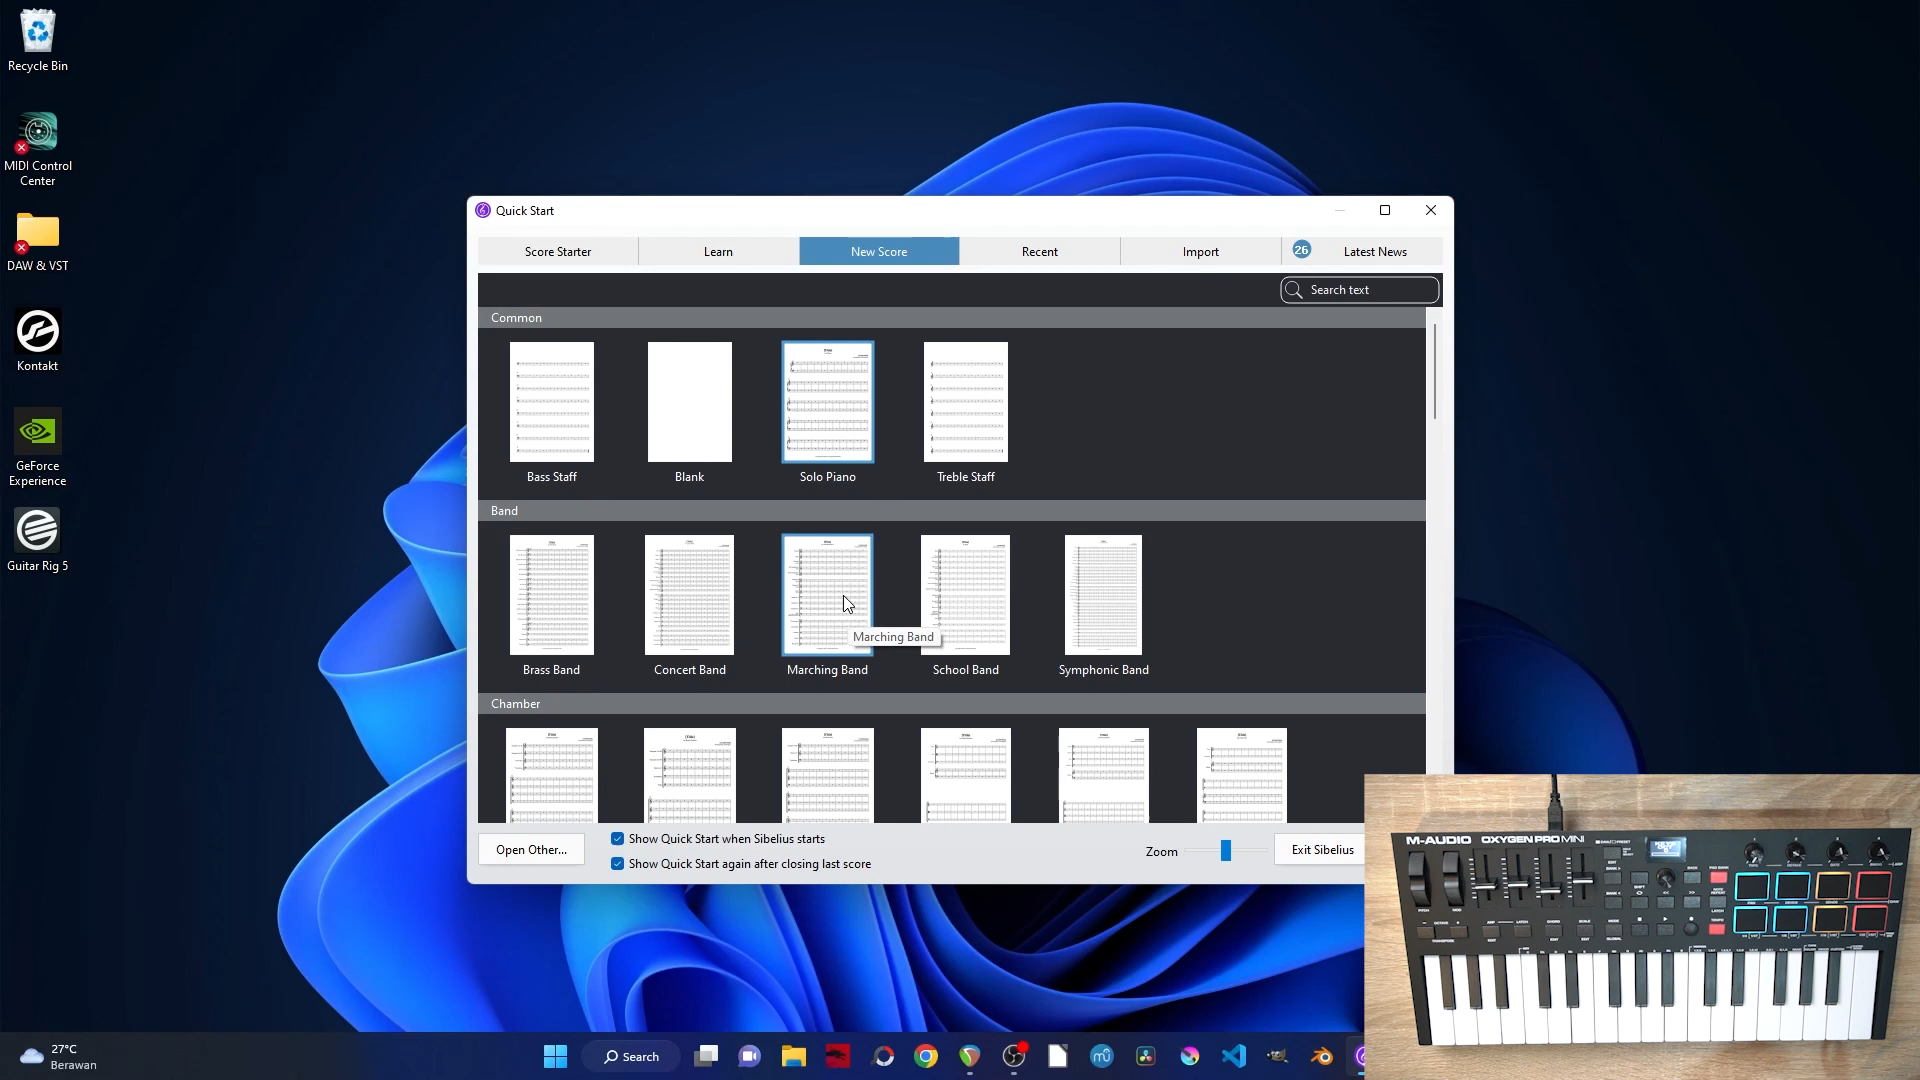 Recycle Bin
MIDI Control
Center
DAW & VST
Kontakt
GeForce
Experience
Guitar Rig 5
Quick Start
Score Starter
Learn
New Score
Recent
Import
26
Latest News
Search text
Common
Bass Staff
Blank
Solo Piano
Treble Staff
Band
Brass Band
Concert Band
Marching Band
School Band
Symphonic Band
Marching Band
Chamber
Open Other...
Show Quick Start when Sibelius starts
Show Quick Start again after closing last score
Zoom
Exit Sibelius
M-AUDIO OXYGEN PRO MINI
27°C
Berawan
Search